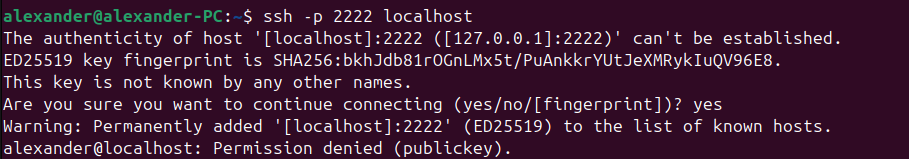 alexander@alexander-PC:~$ ssh -p 2222 localhost
The authenticity of host '[localhost]:2222 ([127.0.0.1]:2222)' can't be established.
ED25519 key fingerprint is SHA256:bkhJdb81rOGnLMx5t/PuAnkkrYUtJeXMRykIuQV96E8.
This key is not known by any other names.
Are you sure you want to continue connecting (yes/no/[fingerprint])? yes
Warning: Permanently added '[localhost]:2222' (ED25519) to the list of known hosts.
alexander@localhost: Permission denied (publickey).